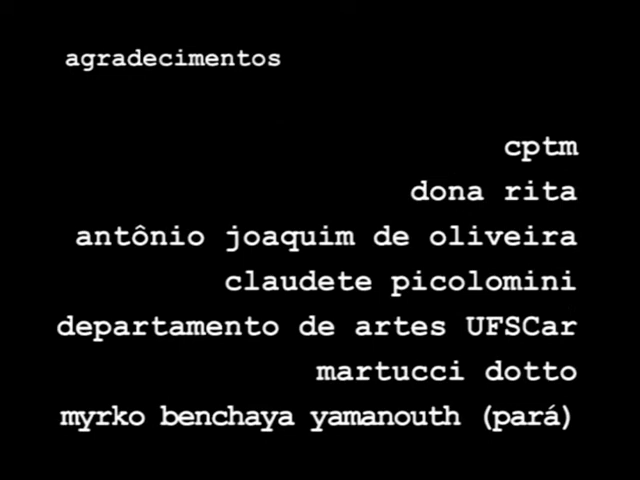 agradecimentos
cptm
dona rita
antônio joaquim de oliveira
claudete picolomini
departamento de artes UFSCar
martucci dotto
myrko benchaya yamanouth (pará)